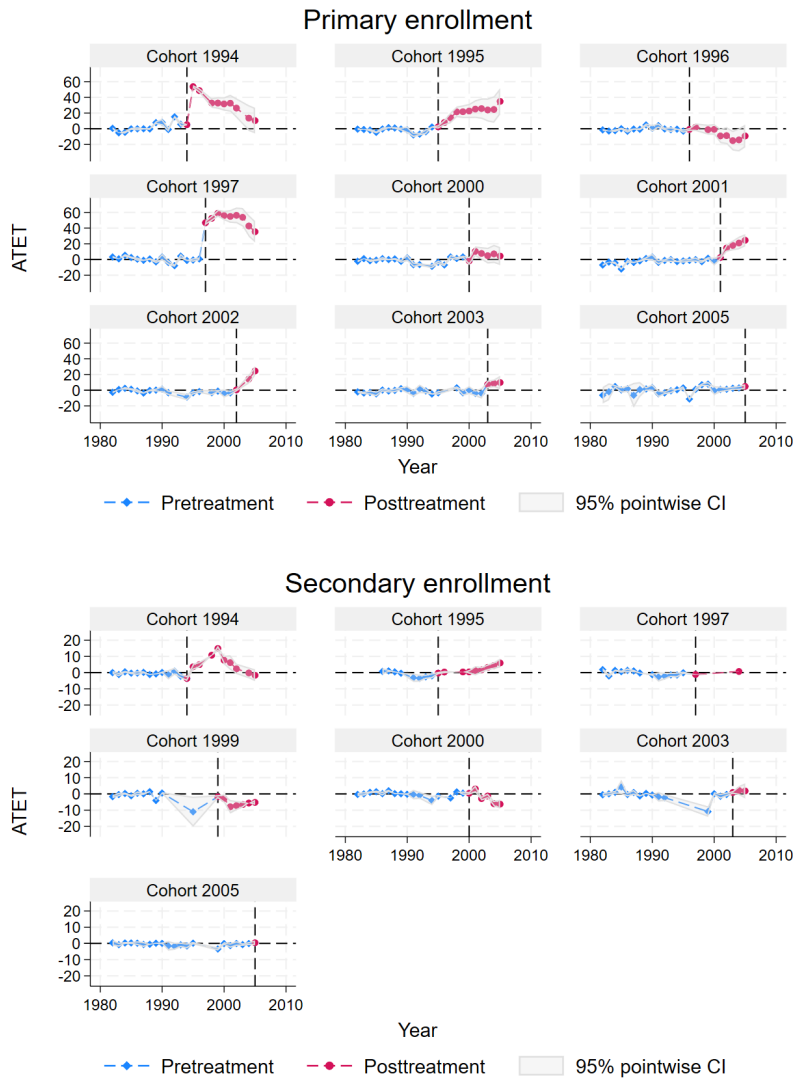 Primary enrollment
Cohort 1994 Cohort 1995 Cohort 1996
60
40
20
0
-20
Cohort 1997 Cohort 2000 Cohort 2001
60
40
20
0
-20
ATET
Cohort 2002 Cohort 2003 Cohort 2005
60
40
20
0
-20
1980 1990 2000 2010 1980 1990 2000 2010 1980 1990 2000 2010
Year
Pretreatment Posttreatment 95% pointwise CI
Secondary enrollment
Cohort 1994 Cohort 1995 Cohort 1997
20
10
0
-10
-20
Cohort 1999 Cohort 2000 Cohort 2003
20
10
0
-10
-20
ATET
1980 1990 2000 2010 1980 1990 2000 2010
Cohort 2005
20
10
0
-10
-20
1980 1990 2000 2010
Year
Pretreatment Posttreatment 95% pointwise CI